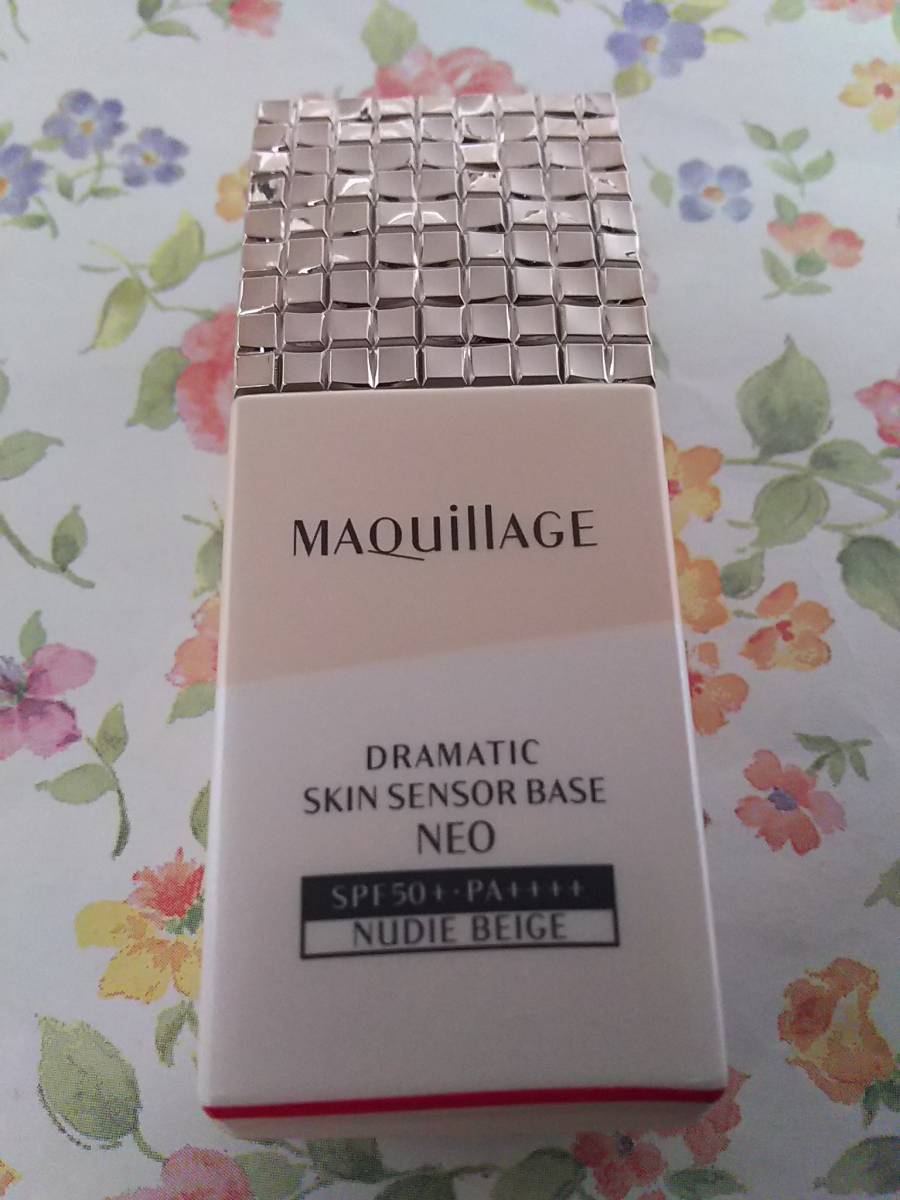 MAQuillAGE
DRAMATIC
SKIN SENSOR BASE
NEO
SPF50+·PA++++
NUDIE BEIGE